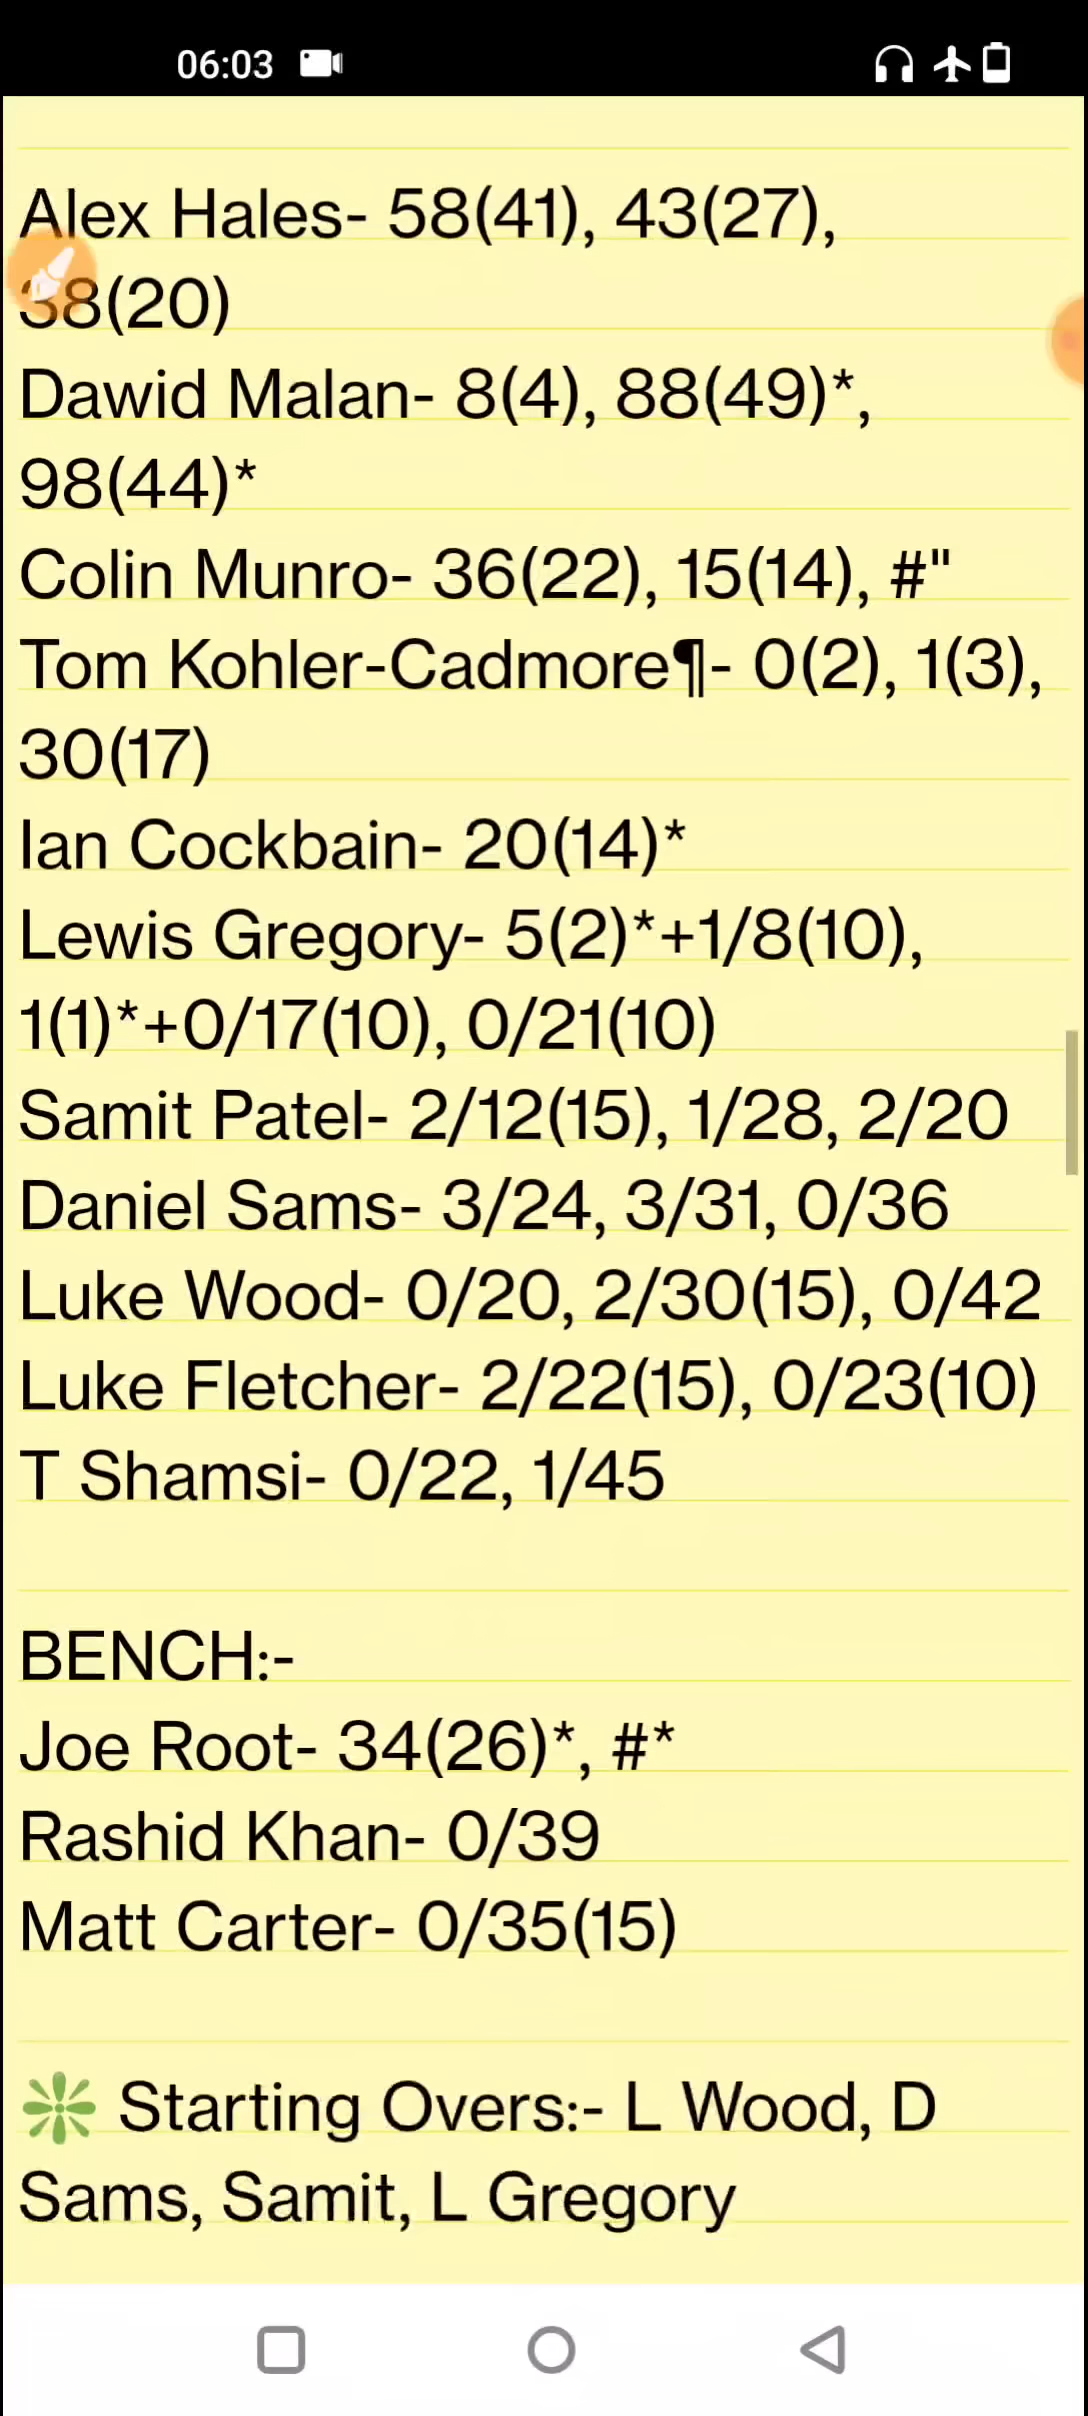 06:03
Alex Hales- 58(41), 43(27),
38(20)
Dawid Malan- 8(4), 88(49)*,
98(44)*
Colin Munro- 36(22), 15(14), #"
Tom Kohler-Cadmore¶- 0(2), 1(3),
30(17)
Ian Cockbain- 20(14)*
Lewis Gregory- 5(2)*+1/8(10),
1(1)*+0/17(10), 0/21(10)
Samit Patel- 2/12(15), 1/28, 2/20
Daniel Sams- 3/24, 3/31, 0/36
Luke Wood- 0/20, 2/30(15), 0/42
Luke Fletcher- 2/22(15), 0/23(10)
T Shamsi- 0/22, 1/45
BENCH:-
Joe Root- 34(26)*, #*
Rashid Khan- 0/39
Matt Carter- 0/35(15)
❇️ Starting Overs:- L Wood, D
Sams, Samit, L Gregory